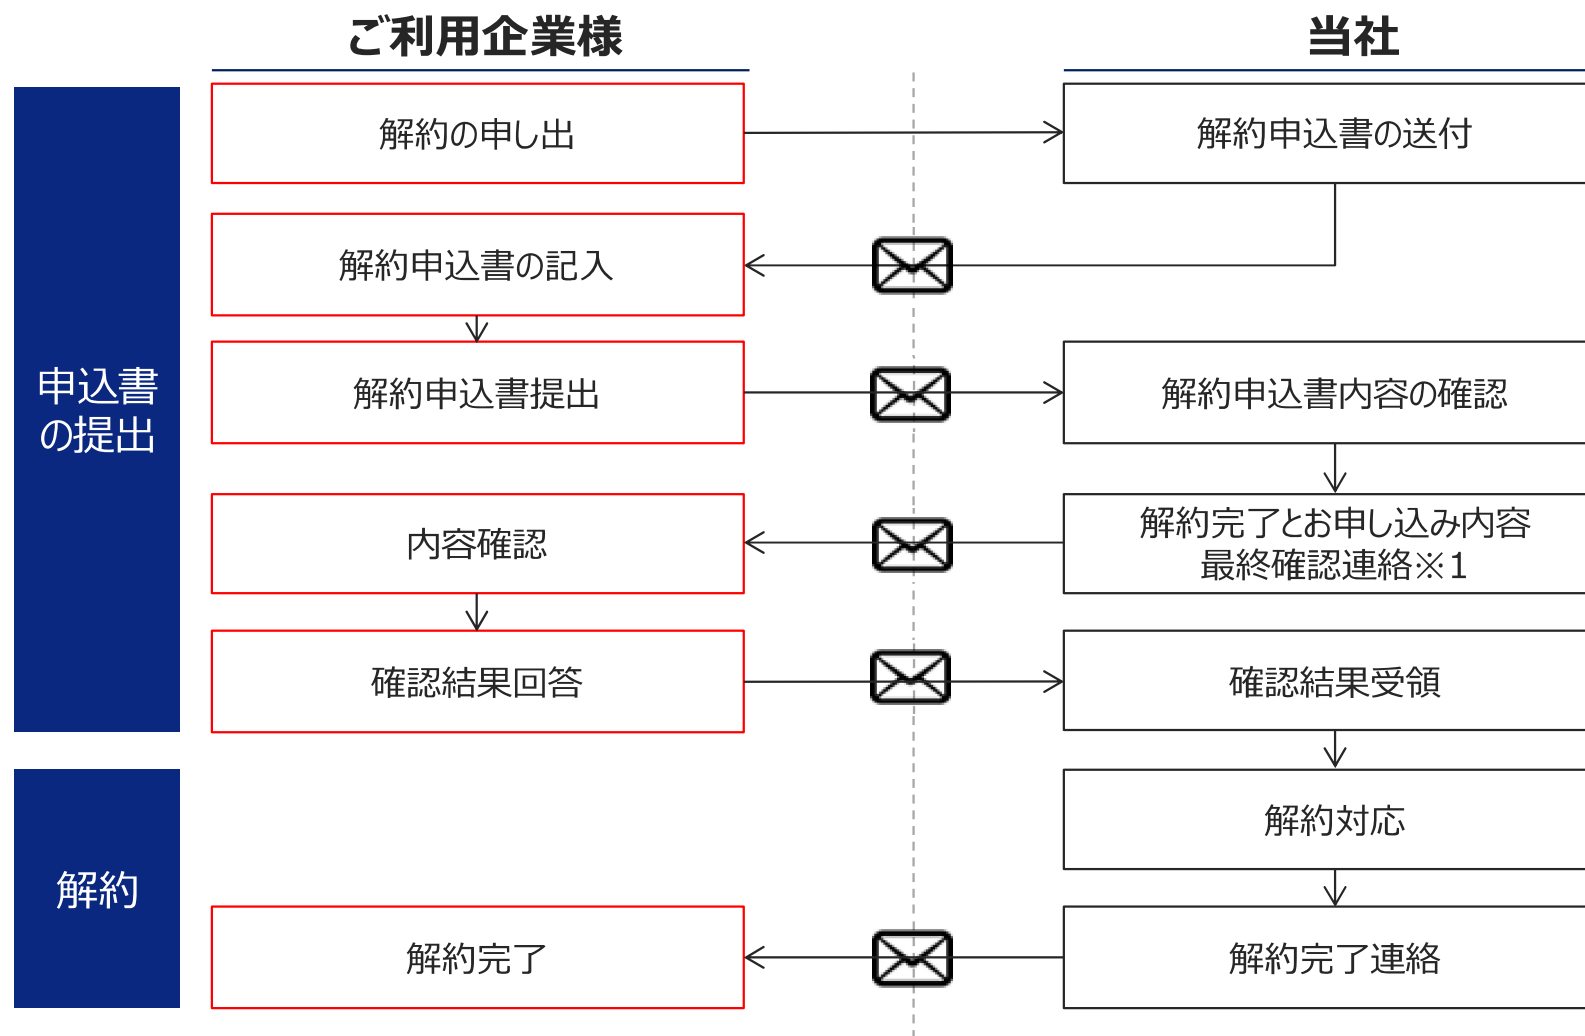 ご利用企業様
当社
申込書
の提出
解約の申し出
解約申込書の送付
解約申込書の記入
解約申込書提出
解約申込書内容の確認
解約完了とお申し込み内容
最終確認連絡※1
内容確認
確認結果回答
確認結果受領
解約
解約対応
解約完了連絡
解約完了